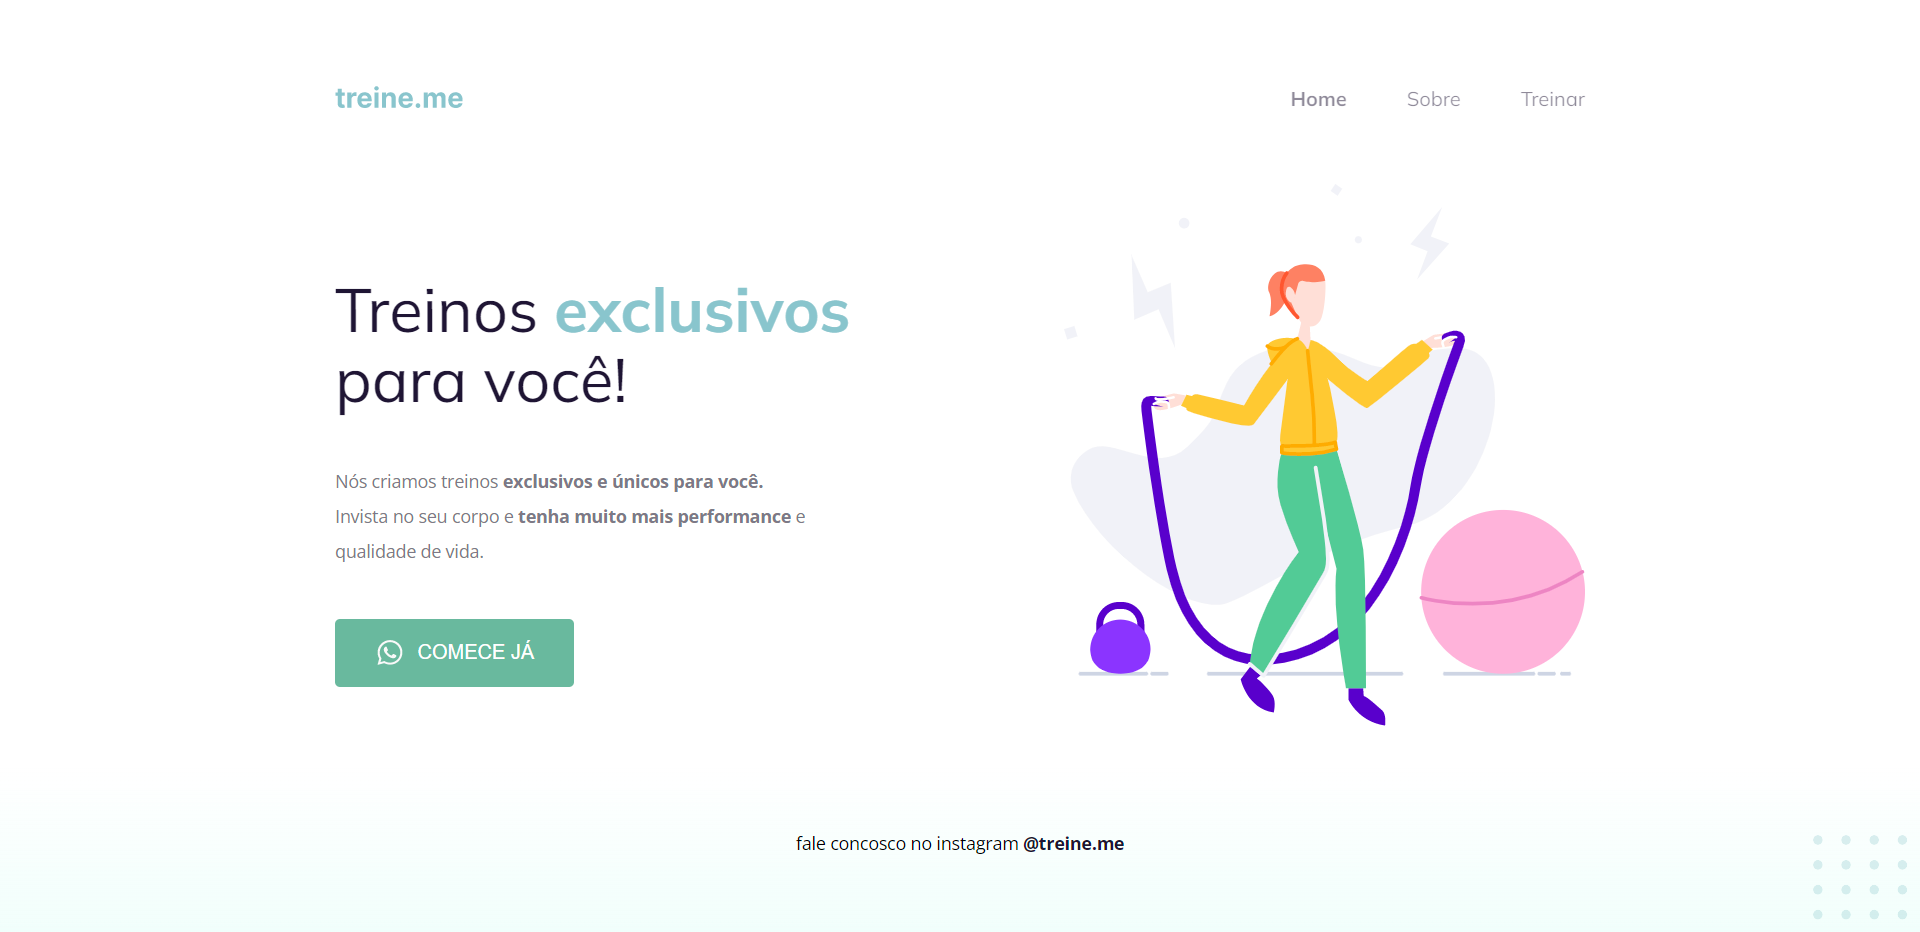 treine.me
Home Sobre Treinar
Treinos exclusivos
para você!
Nós criamos treinos exclusivos e únicos para você.
Invista no seu corpo e tenha muito mais performance e
qualidade de vida.
COMECE JÁ
fale concosco no instagram @treine.me